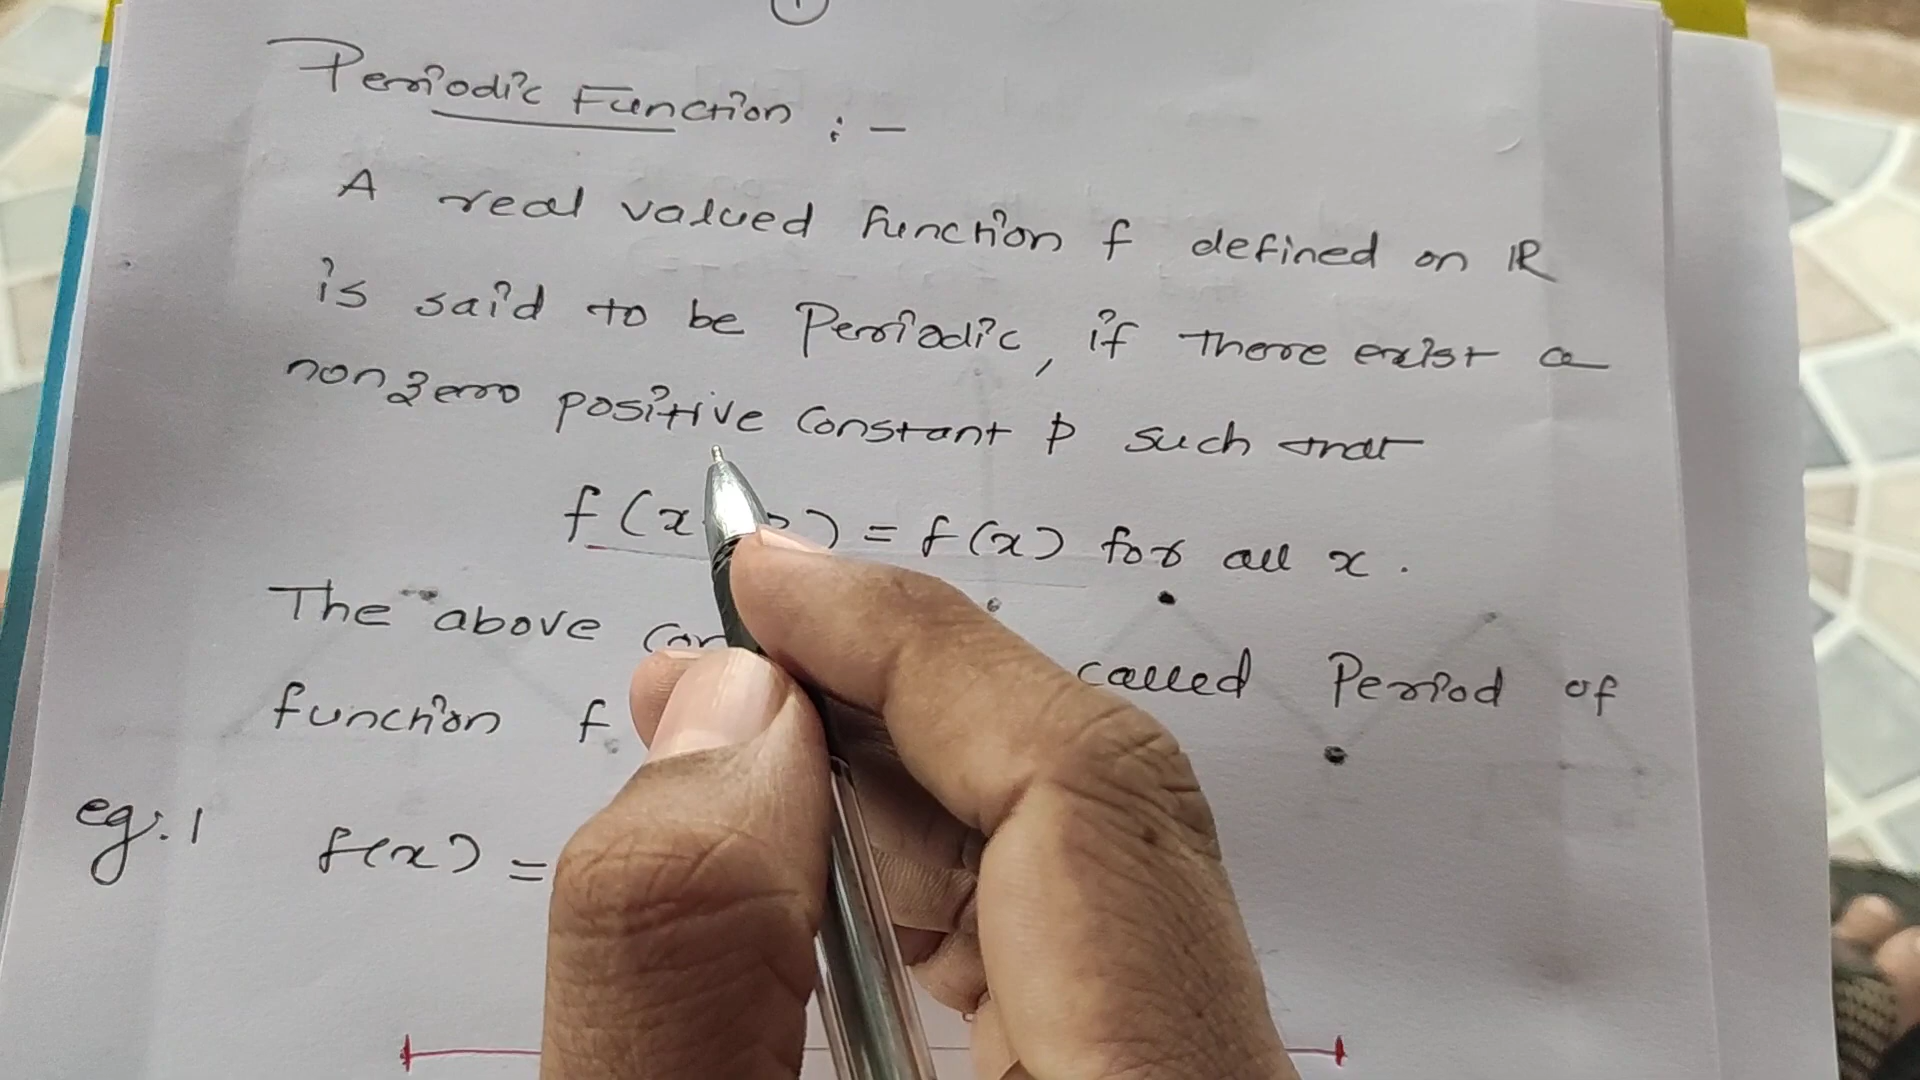 1
Periodic Function :-
A real valued function f defined on ℝ
is said to be Periodic, if there exist a
nonzero positive constant p such that
f(x ) = f(x) for all x.
The above called Period of
function f
eg:1 f(x) =